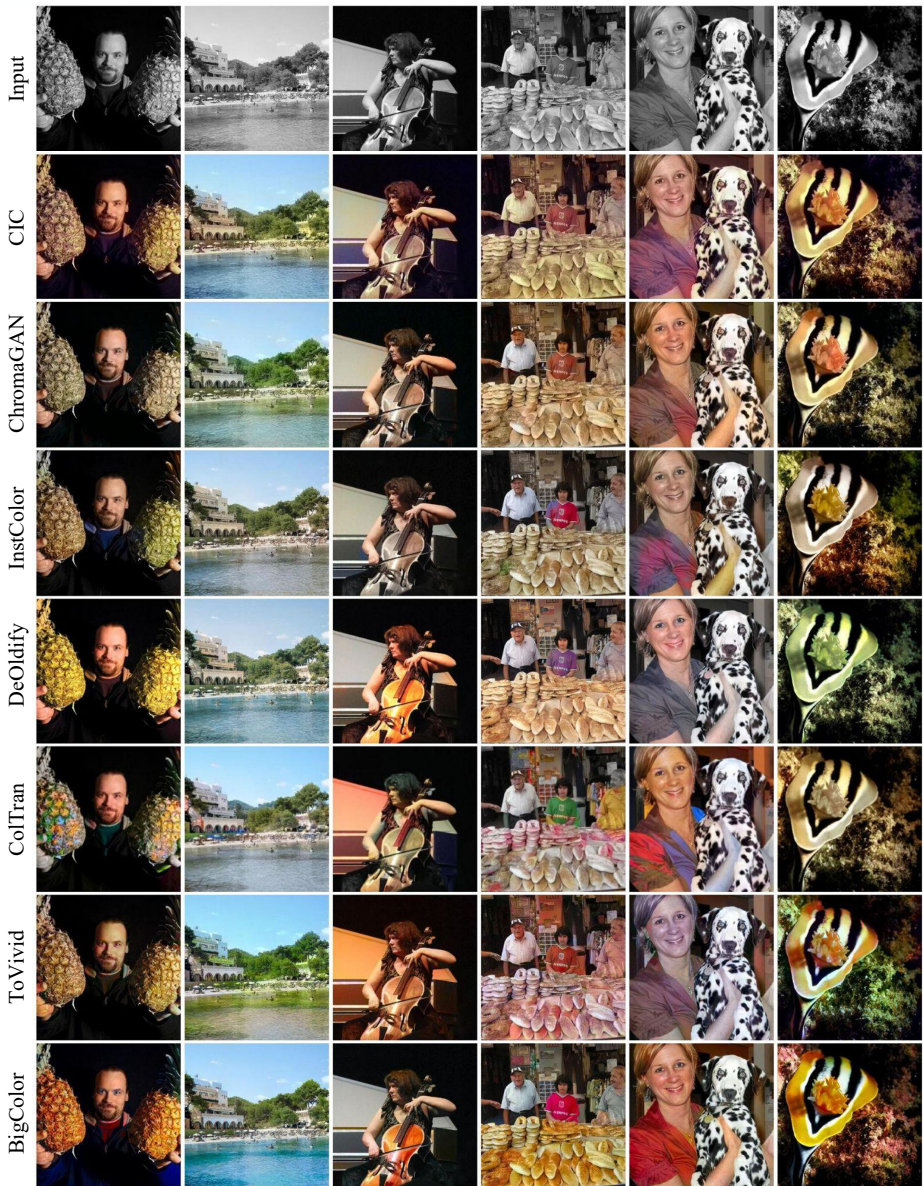 Input
CIC
ChromaGAN
InstColor
DeOldify
ColTran
ToVivid
BigColor